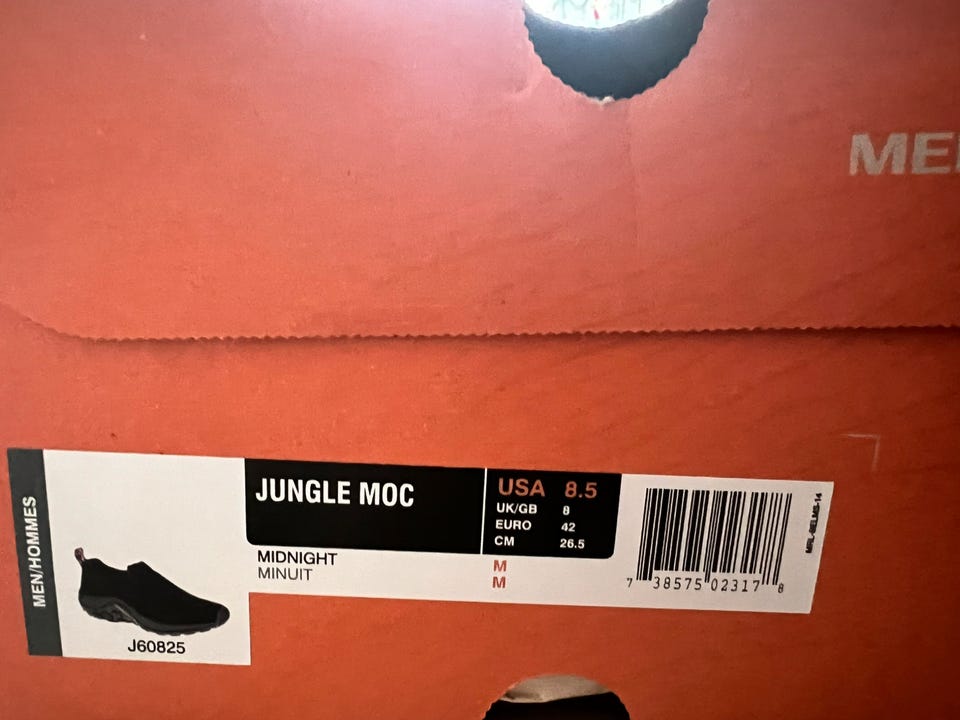 MEN/HOMMES
J60825
JUNGLE MOC
MIDNIGHT
MINUIT
USA 8.5
UK/GB 8
EURO 42
CM 26.5
M
M
7 38575 02317 8